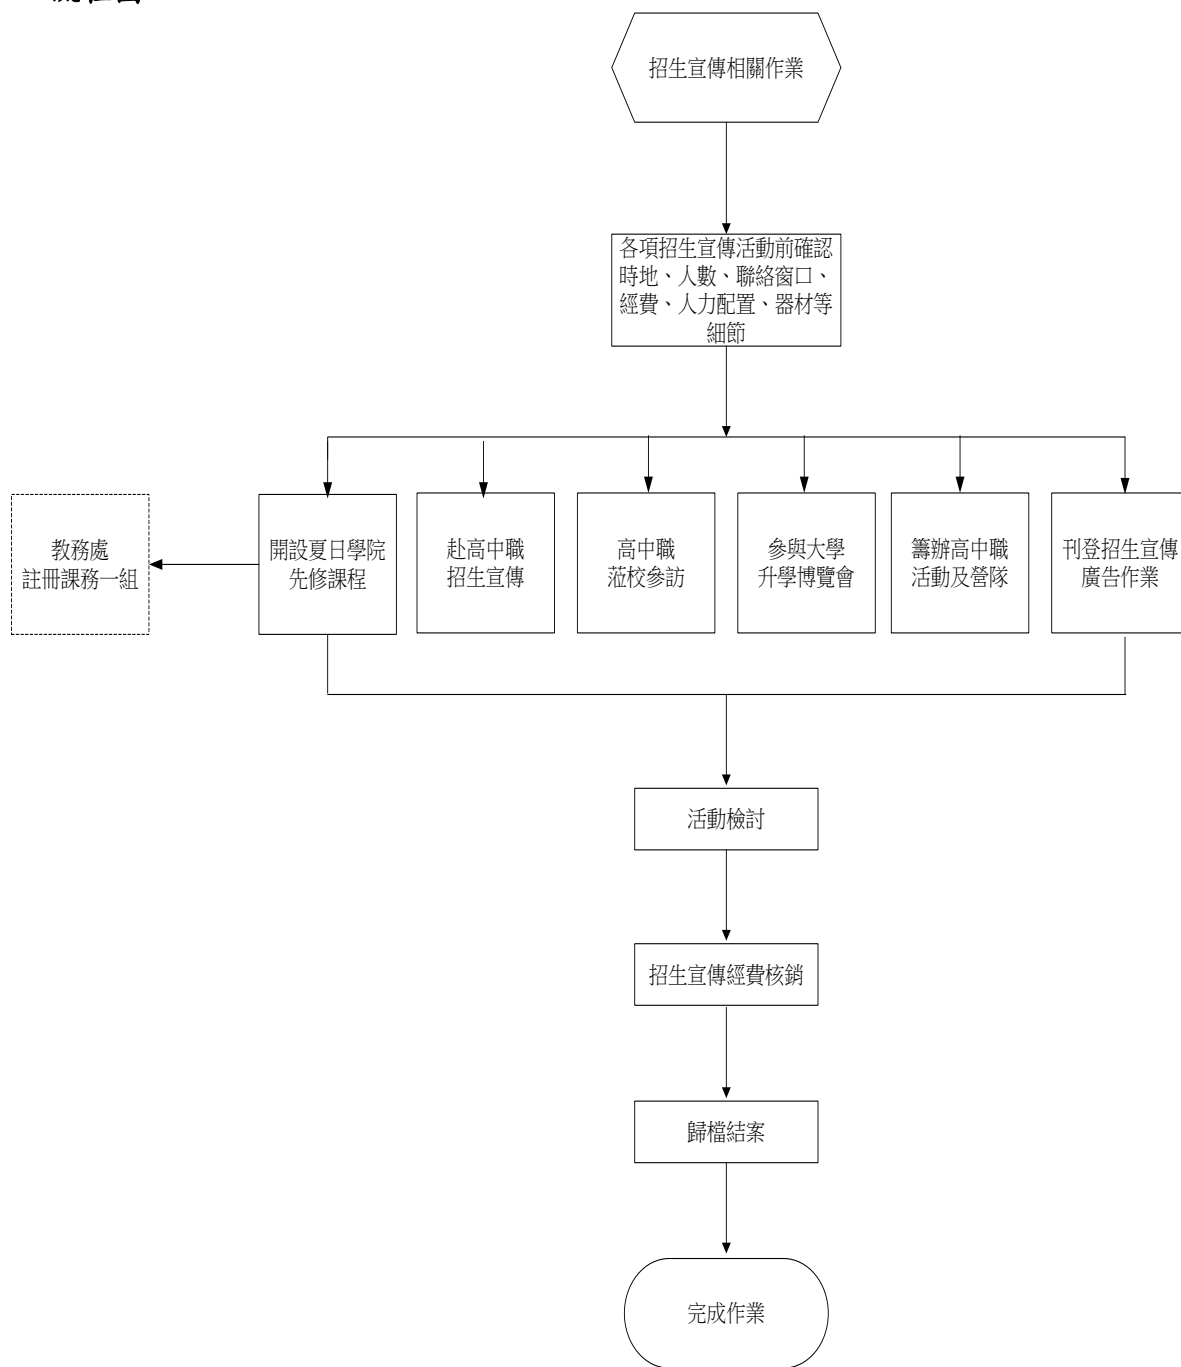 招生宣傳相關作業
各項招生宣傳活動前確認
時地、人數、聯絡窗口、
經費、人力配置、器材等
細節
教務處
註冊課務一組
開設夏日學院
先修課程
赴高中職
招生宣傳
高中職
蒞校參訪
參與大學
升學博覽會
籌辦高中職
活動及營隊
刊登招生宣傳
廣告作業
活動檢討
招生宣傳經費核銷
歸檔結案
完成作業